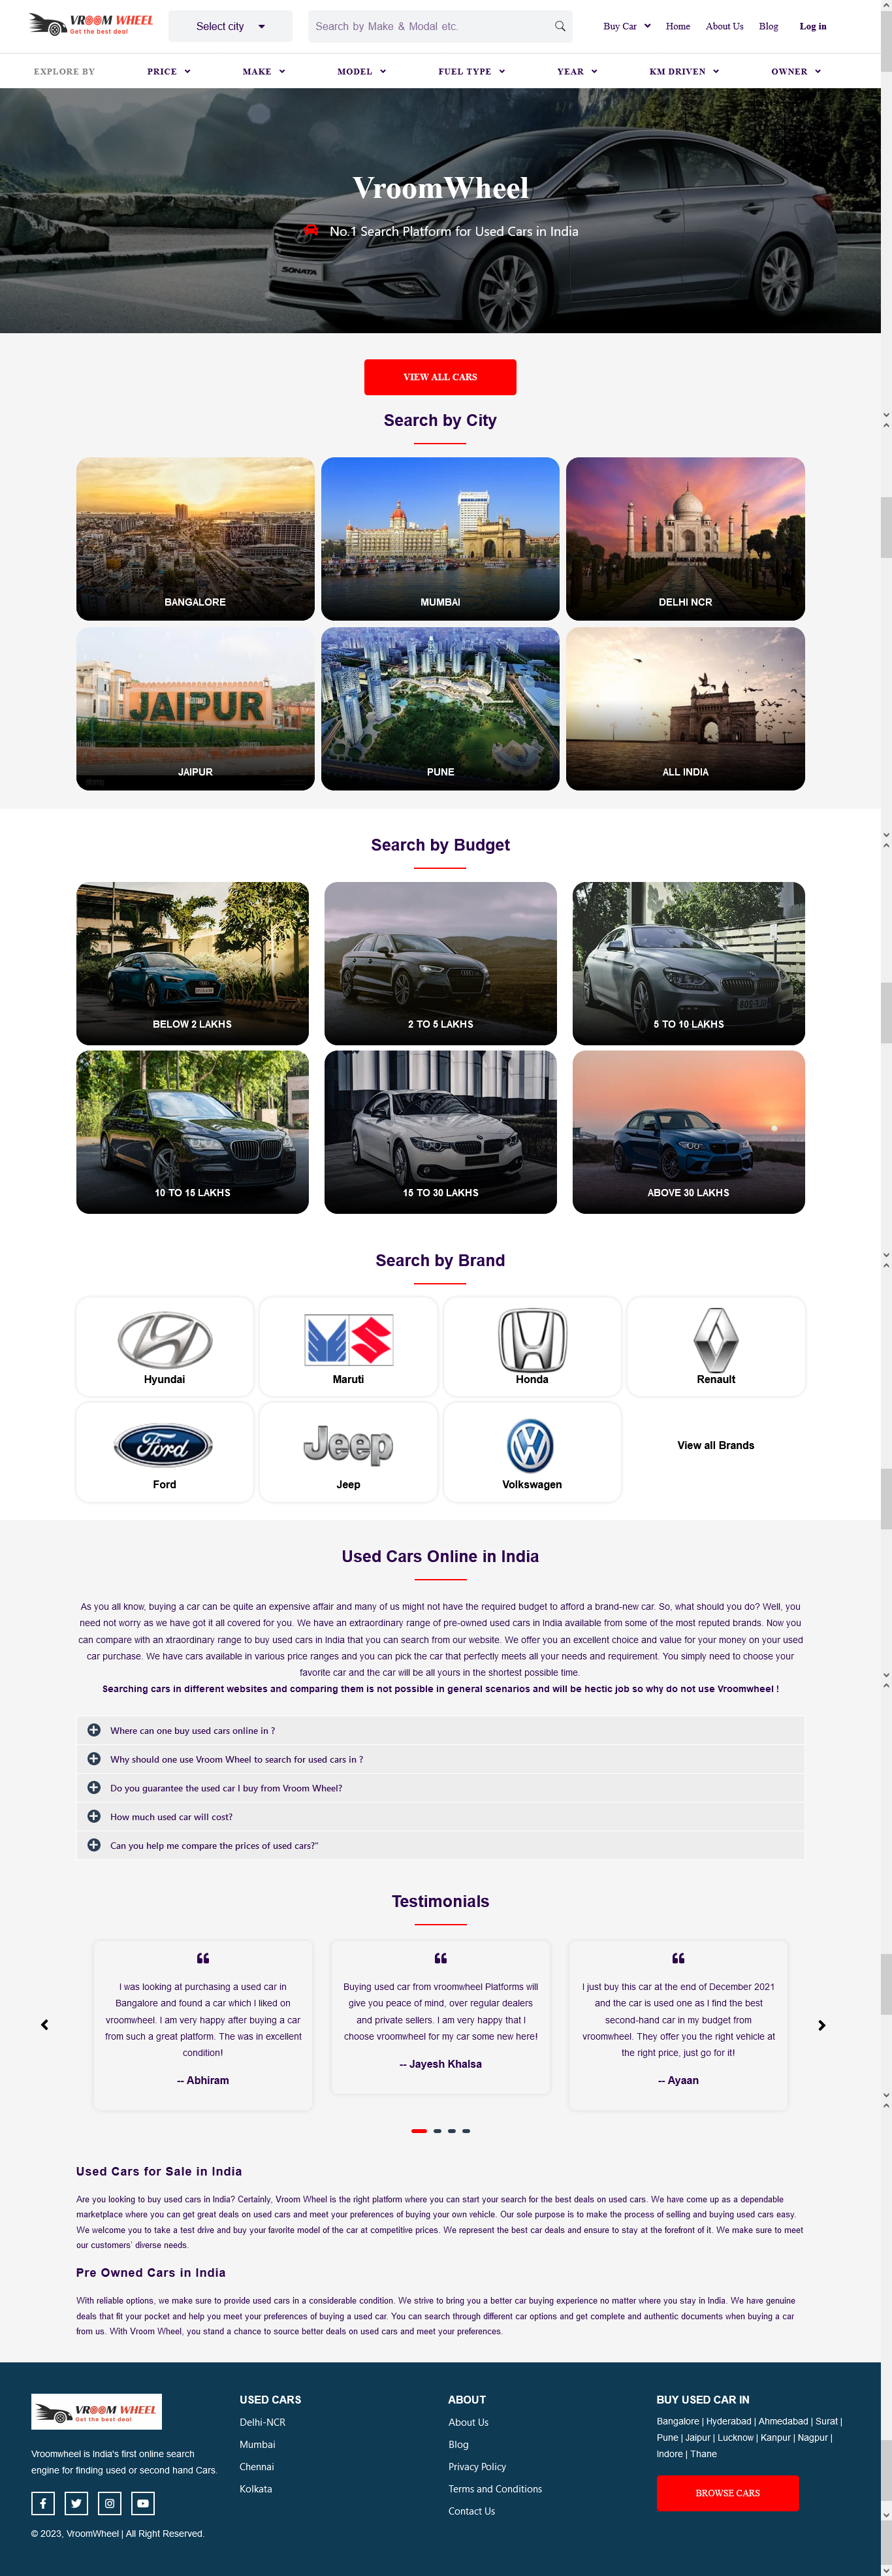 VROOM WHEEL
Get the best deal
Select city
Search by Make & Modal etc.
Buy Car
Home
About Us
Blog
Log in
EXPLORE BY
PRICE
MAKE
MODEL
FUEL TYPE
YEAR
KM DRIVEN
OWNER
VroomWheel
No.1 Search Platform for Used Cars in India
SONATA
VIEW ALL CARS
Search by City
BANGALORE
MUMBAI
DELHI NCR
JAIPUR
JAIPUR
PUNE
ALL INDIA
Search by Budget
BELOW 2 LAKHS
2 TO 5 LAKHS
5 TO 10 LAKHS
10 TO 15 LAKHS
15 TO 30 LAKHS
ABOVE 30 LAKHS
Search by Brand
Hyundai
Maruti
Honda
Renault
Ford
Ford
Jeep
Jeep
Volkswagen
View all Brands
Used Cars Online in India
As you all know, buying a car can be quite an expensive affair and many of us might not have the required budget to afford a brand-new car. So, what should you do? Well, you
need not worry as we have got it all covered for you. We have an extraordinary range of pre-owned used cars in India available from some of the most reputed brands. Now you
can compare with an xtraordinary range to buy used cars in India that you can search from our website. We offer you an excellent choice and value for your money on your used
car purchase. We have cars available in various price ranges and you can pick the car that perfectly meets all your needs and requirement. You simply need to choose your
favorite car and the car will be all yours in the shortest possible time.
Searching cars in different websites and comparing them is not possible in general scenarios and will be hectic job so why do not use Vroomwheel !
Where can one buy used cars online in ?
Why should one use Vroom Wheel to search for used cars in ?
Do you guarantee the used car I buy from Vroom Wheel?
How much used car will cost?
Can you help me compare the prices of used cars?"
Testimonials
I was looking at purchasing a used car in
Bangalore and found a car which I liked on
vroomwheel. I am very happy after buying a car
from such a great platform. The was in excellent
condition!
-- Abhiram
Buying used car from vroomwheel Platforms will
give you peace of mind, over regular dealers
and private sellers. I am very happy that I
choose vroomwheel for my car some new here!
-- Jayesh Khalsa
I just buy this car at the end of December 2021
and the car is used one as I find the best
second-hand car in my budget from
vroomwheel. They offer you the right vehicle at
the right price, just go for it!
-- Ayaan
Used Cars for Sale in India
Are you looking to buy used cars in India? Certainly, Vroom Wheel is the right platform where you can start your search for the best deals on used cars. We have come up as a dependable
marketplace where you can get great deals on used cars and meet your preferences of buying your own vehicle. Our sole purpose is to make the process of selling and buying used cars easy.
We welcome you to take a test drive and buy your favorite model of the car at competitive prices. We represent the best car deals and ensure to stay at the forefront of it. We make sure to meet
our customers' diverse needs.
Pre Owned Cars in India
With reliable options, we make sure to provide used cars in a considerable condition. We strive to bring you a better car buying experience no matter where you stay in India. We have genuine
deals that fit your pocket and help you meet your preferences of buying a used car. You can search through different car options and get complete and authentic documents when buying a car
from us. With Vroom Wheel, you stand a chance to source better deals on used cars and meet your preferences.
VROOM WHEEL
Get the best deal
Vroomwheel is India's first online search
engine for finding used or second hand Cars.
© 2023, VroomWheel | All Right Reserved.
USED CARS
Delhi-NCR
Mumbai
Chennai
Kolkata
ABOUT
About Us
Blog
Privacy Policy
Terms and Conditions
Contact Us
BUY USED CAR IN
Bangalore | Hyderabad | Ahmedabad | Surat |
Pune | Jaipur | Lucknow | Kanpur | Nagpur |
Indore | Thane
BROWSE CARS